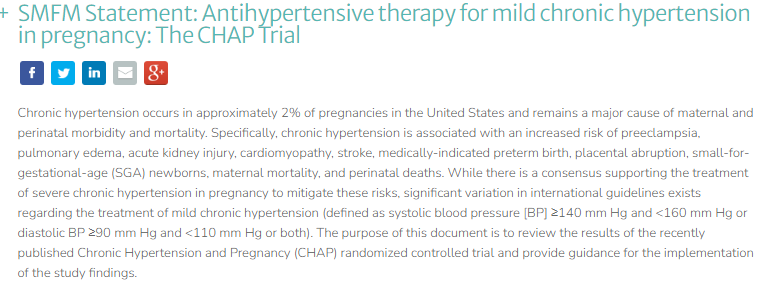 + SMFM Statement: Antihypertensive therapy for mild chronic hypertension
in pregnancy: The CHAP Trial
f in g+
Chronic hypertension occurs in approximately 2% of pregnancies in the United States and remains a major cause of maternal and
perinatal morbidity and mortality. Specifically, chronic hypertension is associated with an increased risk of preeclampsia,
pulmonary edema, acute kidney injury, cardiomyopathy, stroke, medically-indicated preterm birth, placental abruption, small-for-
gestational-age (SGA) newborns, maternal mortality, and perinatal deaths. While there is a consensus supporting the treatment
of severe chronic hypertension in pregnancy to mitigate these risks, significant variation in international guidelines exists
regarding the treatment of mild chronic hypertension (defined as systolic blood pressure [BP] ≥140 mm Hg and <160 mm Hg or
diastolic BP ≥90 mm Hg and <110 mm Hg or both). The purpose of this document is to review the results of the recently
published Chronic Hypertension and Pregnancy (CHAP) randomized controlled trial and provide guidance for the implementation
of the study findings.